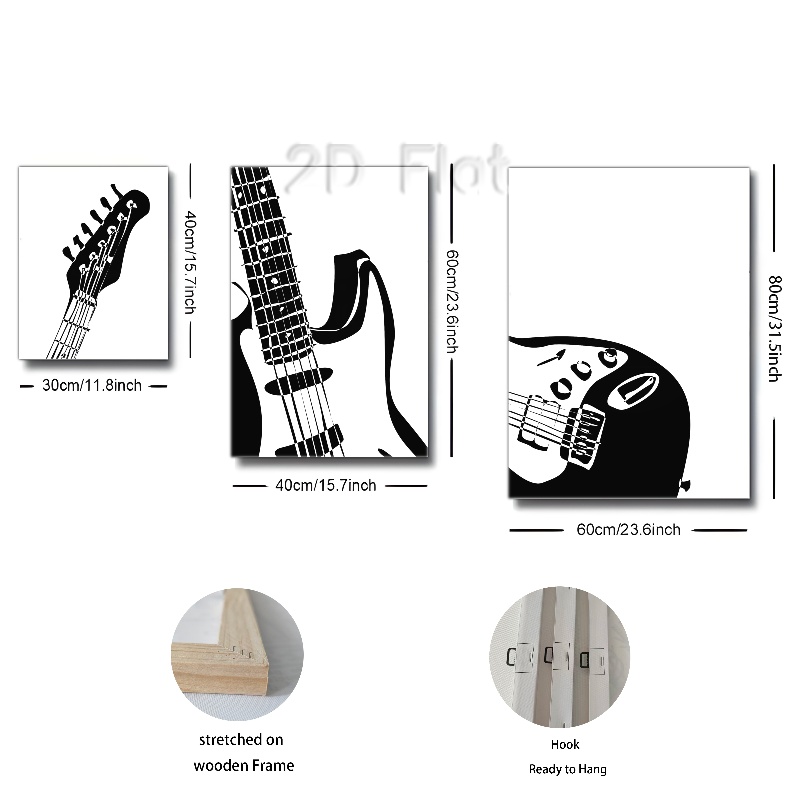 2D Flat
40cm/15.7inch
30cm/11.8inch
60cm/23.6inch
40cm/15.7inch
80cm/31.5inch
60cm/23.6inch
stretched on
wooden Frame
Hook
Ready to Hang